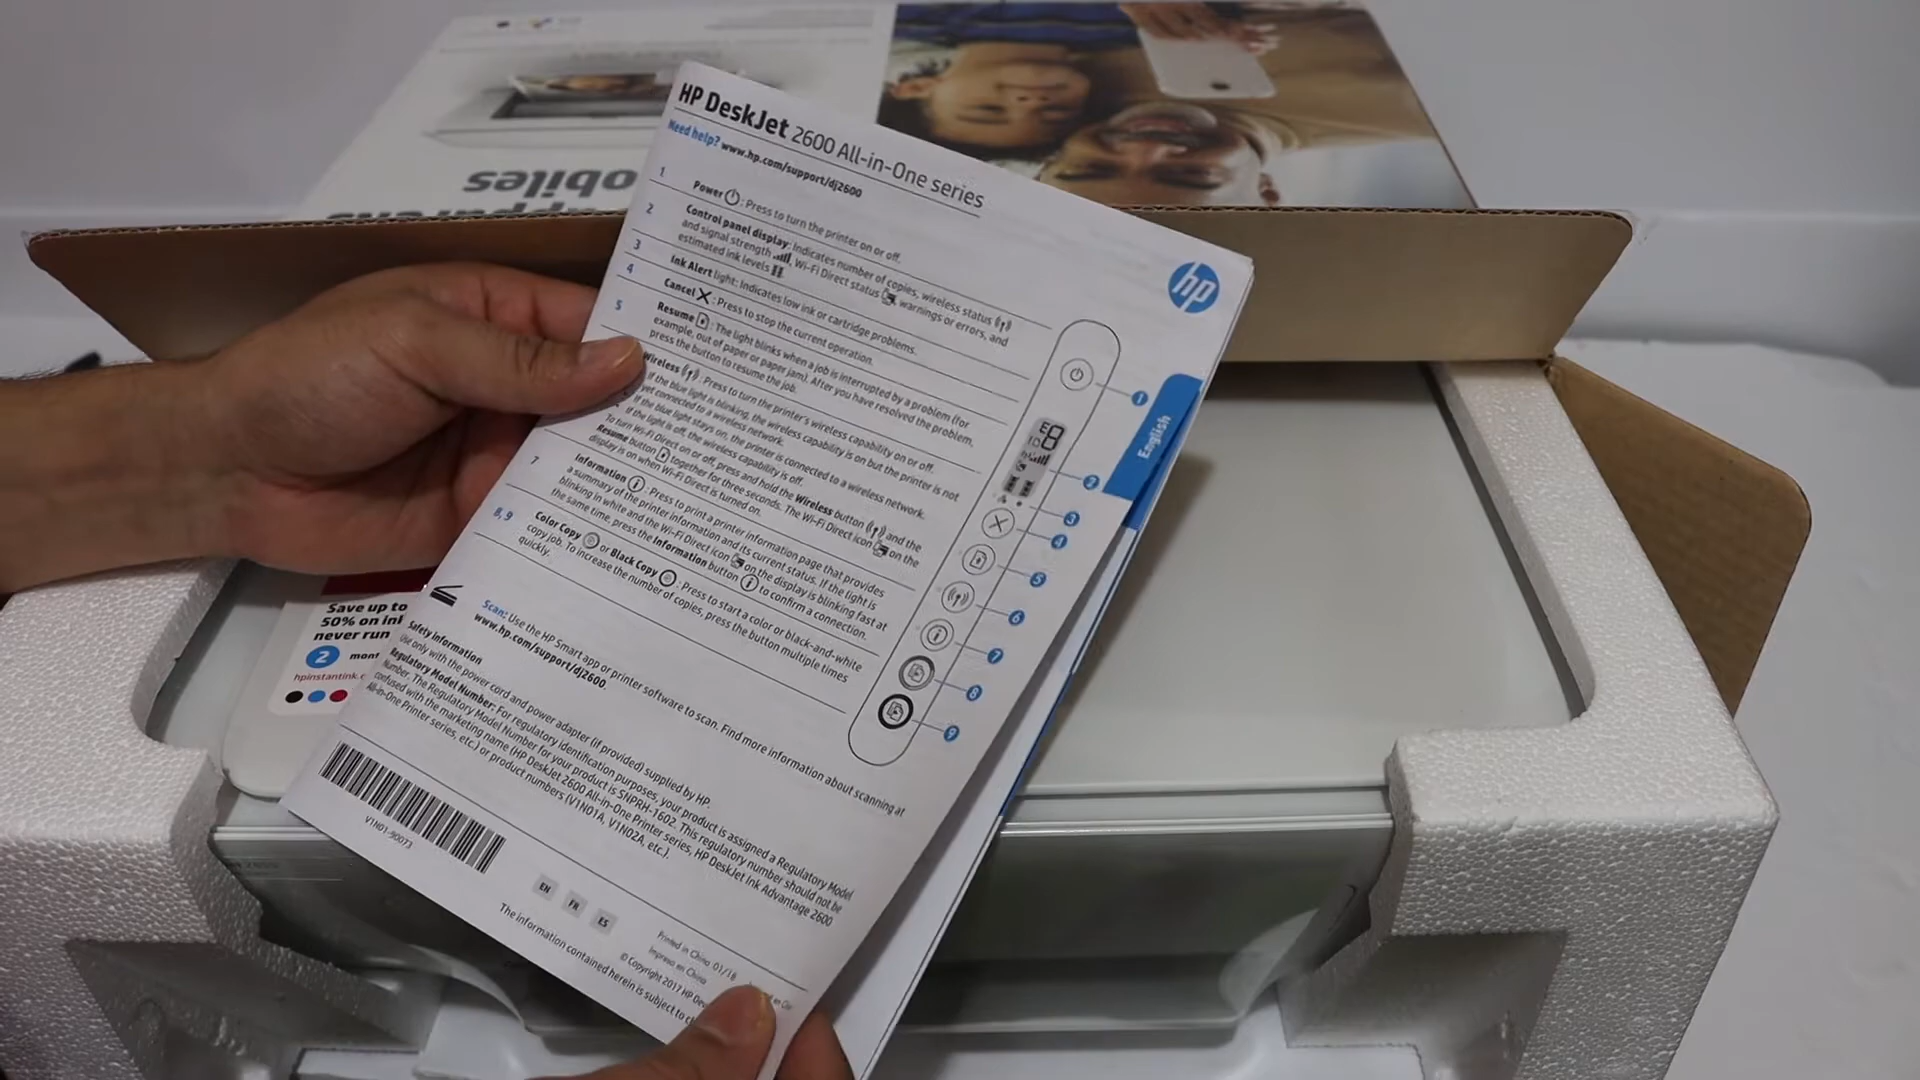 obiles
HP DeskJet 2600 All-in-One series
Need help? www.hp.com/support/dj2600
hp
1 Power : Press to turn the printer on or off.
2 Control panel display: Indicates number of copies, wireless status
and signal strength , Wi-Fi Direct status , warnings or errors, and
estimated ink levels .
3 Ink Alert light: Indicates low ink or cartridge problems.
4 Cancel X : Press to stop the current operation.
5 Resume : The light blinks when a job is interrupted by a problem (for
example, out of paper or paper jam). After you have resolved the problem,
press the button to resume the job.
Wireless : Press to turn the printer's wireless capability on or off.
If the blue light is blinking, the wireless capability is on but the printer is not
yet connected to a wireless network.
If the blue light stays on, the printer is connected to a wireless network.
If the light is off, the wireless capability is off.
To turn Wi-Fi Direct on or off, press and hold the Wireless button and the
Resume button together for three seconds. The Wi-Fi Direct icon on the
display is on when Wi-Fi Direct is turned on.
7 Information : Press to print a printer information page that provides
a summary of the printer information and its current status. If the light is
blinking in white and the Wi-Fi Direct icon on the display is blinking fast at
the same time, press the Information button to confirm a connection.
8, 9 Color Copy or Black Copy : Press to start a color or black-and-white
copy job. To increase the number of copies, press the button multiple times
quickly.
Scan: Use the HP Smart app or printer software to scan. Find more information about scanning at
www.hp.com/support/dj2600.
Safety Information
Use only with the power cord and power adapter (if provided) supplied by HP.
Regulatory Model Number: For regulatory identification purposes, your product is assigned a Regulatory Model
Number. The Regulatory Model Number for your product is SNPRH-1602. This regulatory number should not be
confused with the marketing name (HP DeskJet 2600 All-in-One Printer series, HP DeskJet Ink Advantage 2600
All-in-One Printer series, etc.) or product numbers (V1N01A, V1N02A, etc.).
V1N01-90073
EN FR ES
Printed in China 01/18
Impreso en China
© Copyright 2017 HP Dev
The information contained herein is subject to
English
1
2
3
4
5
6
7
8
9
Save up to
50% on ink
never run
2
hpinstantink.c